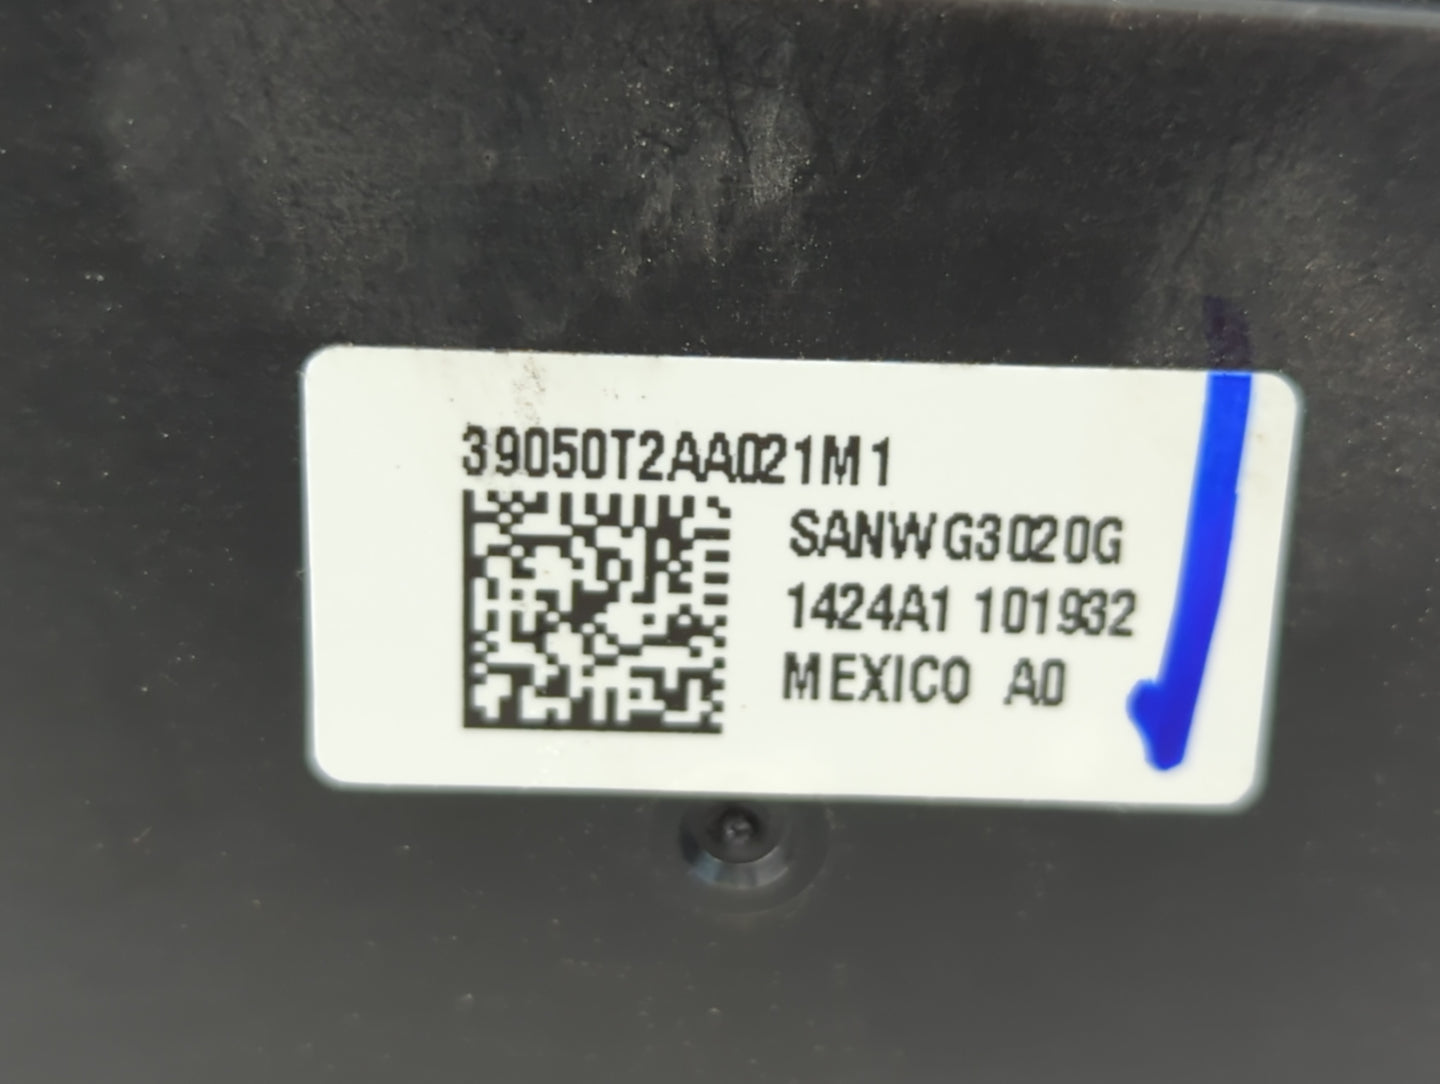 39050T2AA021M1
SANWG3020G
1424A1 101932
MEXICO A0